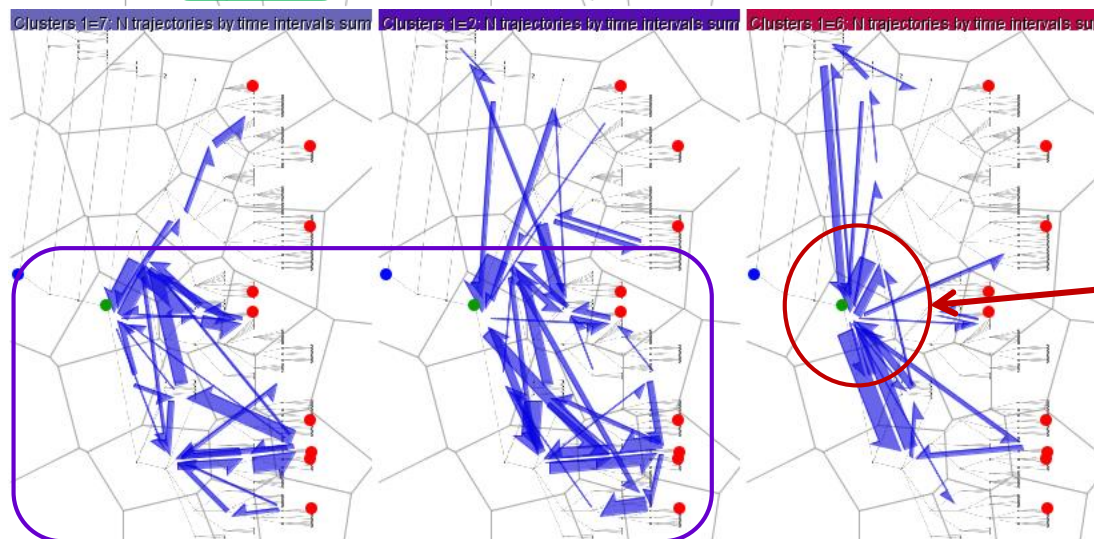 Clusters 1=7: N trajectories by time intervals sum
Clusters 1=2: N trajectories by time intervals sum
Clusters 1=6: N trajectories by time intervals sum